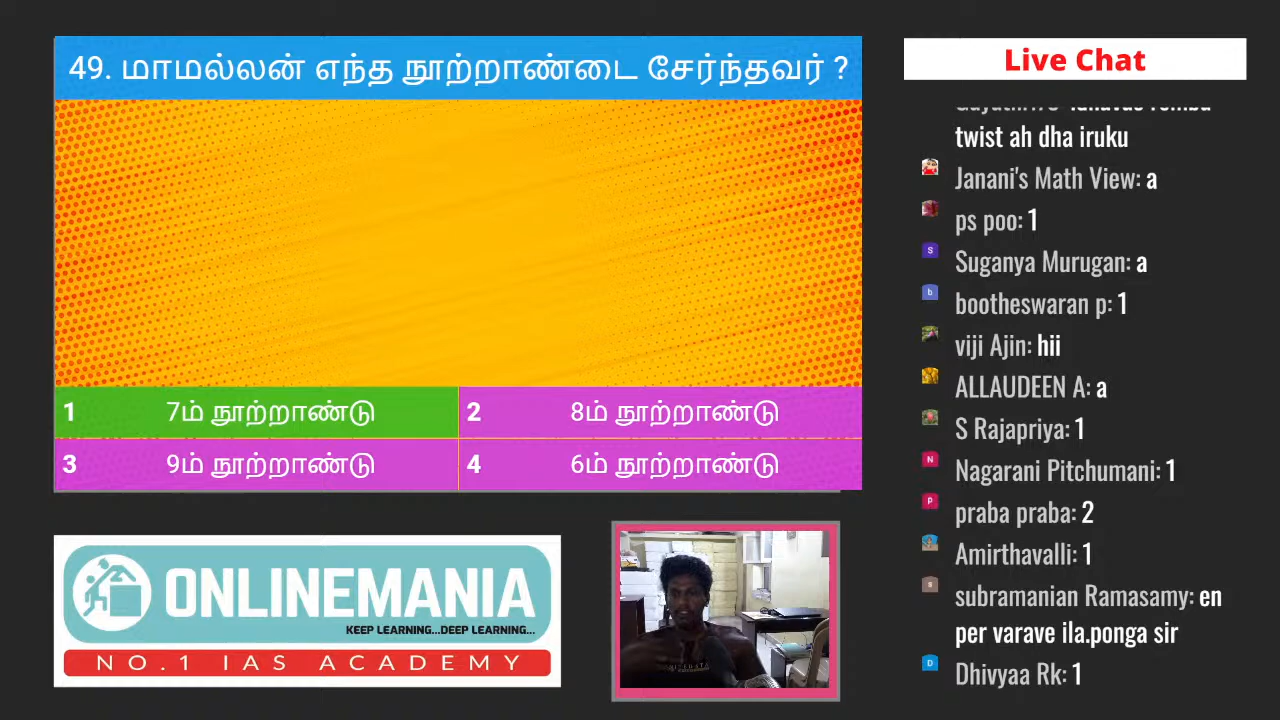 49. மாமல்லன் எந்த நூற்றாண்டை சேர்ந்தவர் ?
1 7ம் நூற்றாண்டு
2 8ம் நூற்றாண்டு
3 9ம் நூற்றாண்டு
4 6ம் நூற்றாண்டு
ONLINEMANIA
KEEP LEARNING...DEEP LEARNING...
NO.1 IAS ACADEMY
Live Chat
twist ah dha iruku
Janani's Math View: a
ps poo: 1
S Suganya Murugan: a
b bootheswaran p: 1
viji Ajin: hii
ALLAUDEEN A: a
S Rajapriya: 1
N Nagarani Pitchumani: 1
P praba praba: 2
Amirthavalli: 1
s subramanian Ramasamy: en
per varave ila.ponga sir
D Dhivyaa Rk: 1